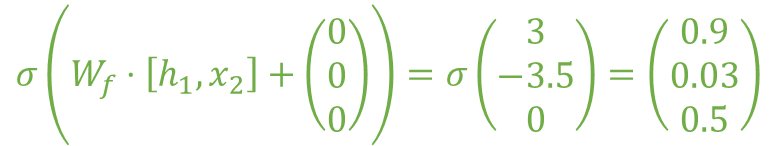 σ(W_f · [h_1, x_2] + (0 0 0)) = σ(3 −3.5 0) = (0.9 0.03 0.5)